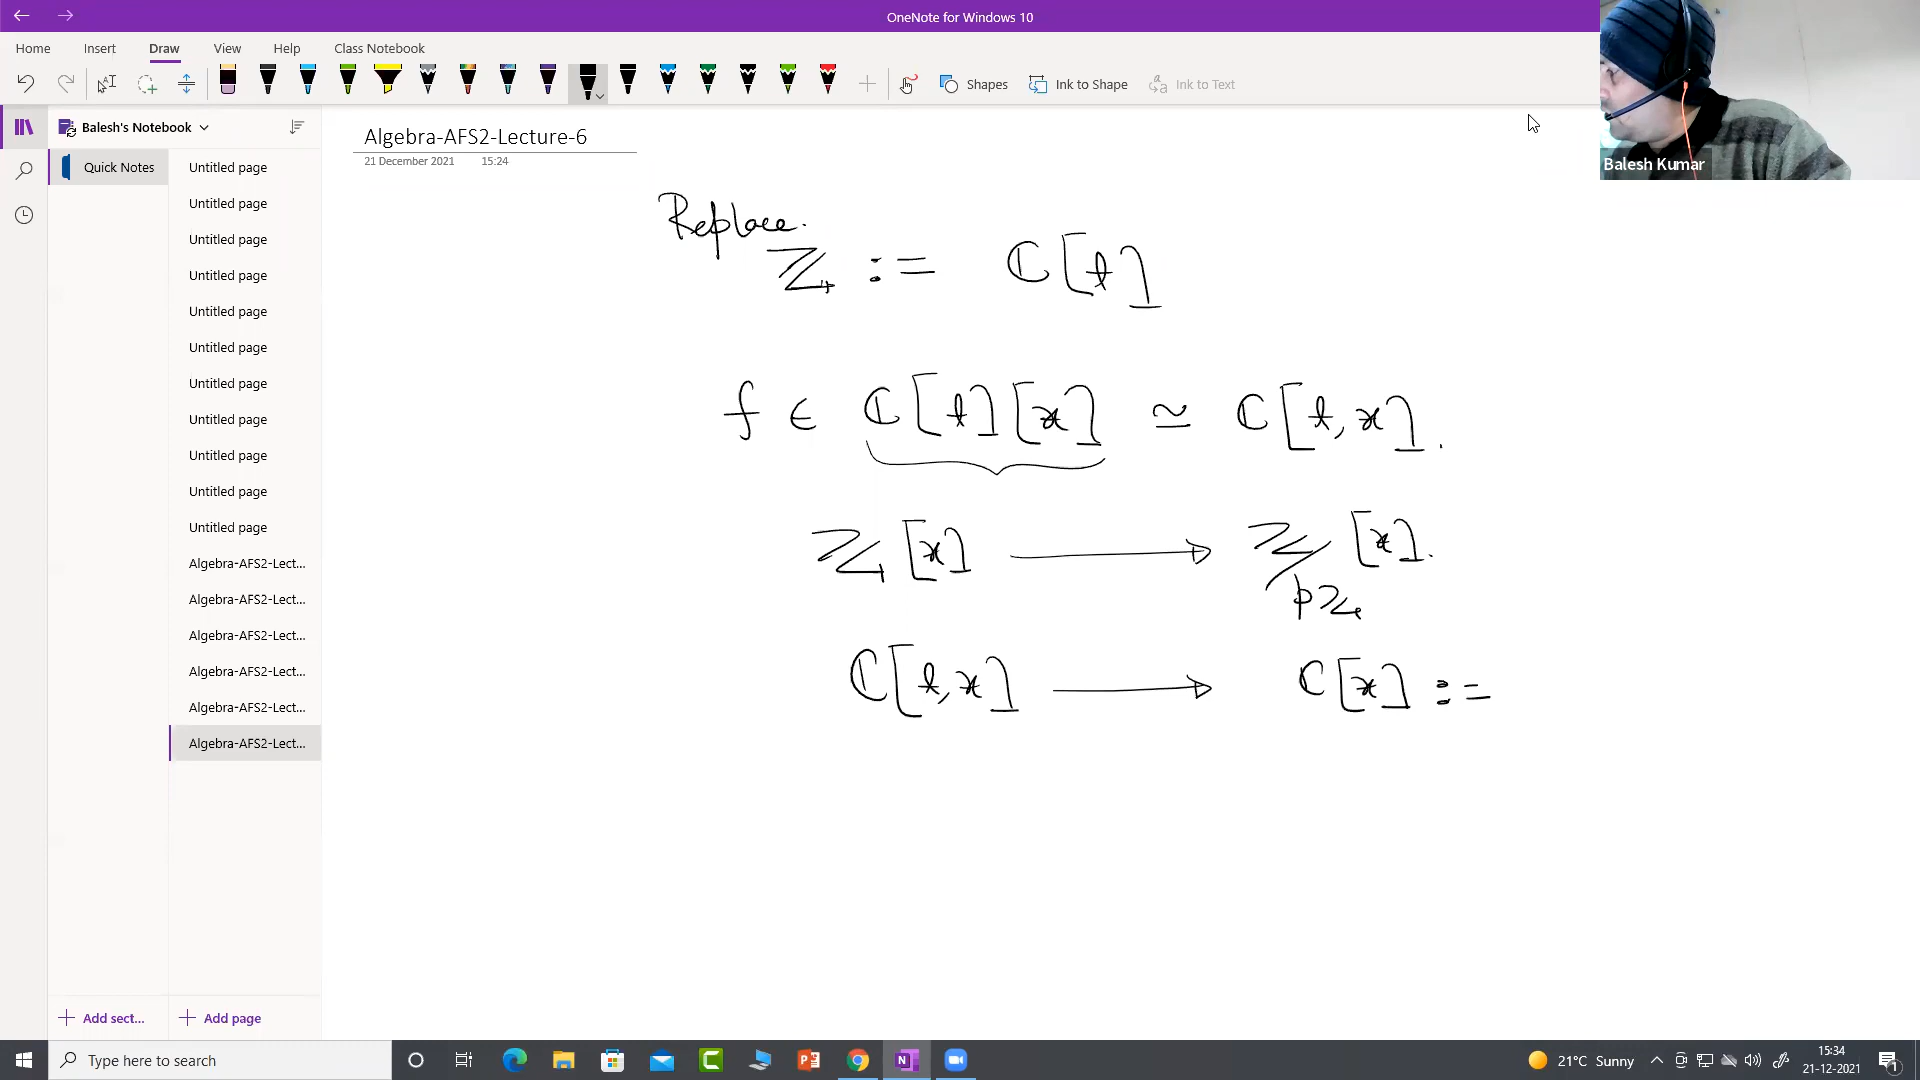 OneNote for Windows 10
Home Insert Draw View Help Class Notebook
Shapes Ink to Shape Ink to Text
Balesh Kumar
Balesh's Notebook
Quick Notes
Untitled page
Untitled page
Untitled page
Untitled page
Untitled page
Untitled page
Untitled page
Untitled page
Untitled page
Untitled page
Untitled page
Algebra-AFS2-Lect...
Algebra-AFS2-Lect...
Algebra-AFS2-Lect...
Algebra-AFS2-Lect...
Algebra-AFS2-Lect...
Algebra-AFS2-Lect...
Add sect... Add page
Algebra-AFS2-Lecture-6
21 December 2021 15:24
Replace.
ℤ := ℂ[t]
f ∈ ℂ[t][x] ≃ ℂ[t,x].
ℤ[x] → ℤ/pℤ [x].
ℂ[t,x] → ℂ[x] :=
Type here to search
21°C Sunny
15:34
21-12-2021
1